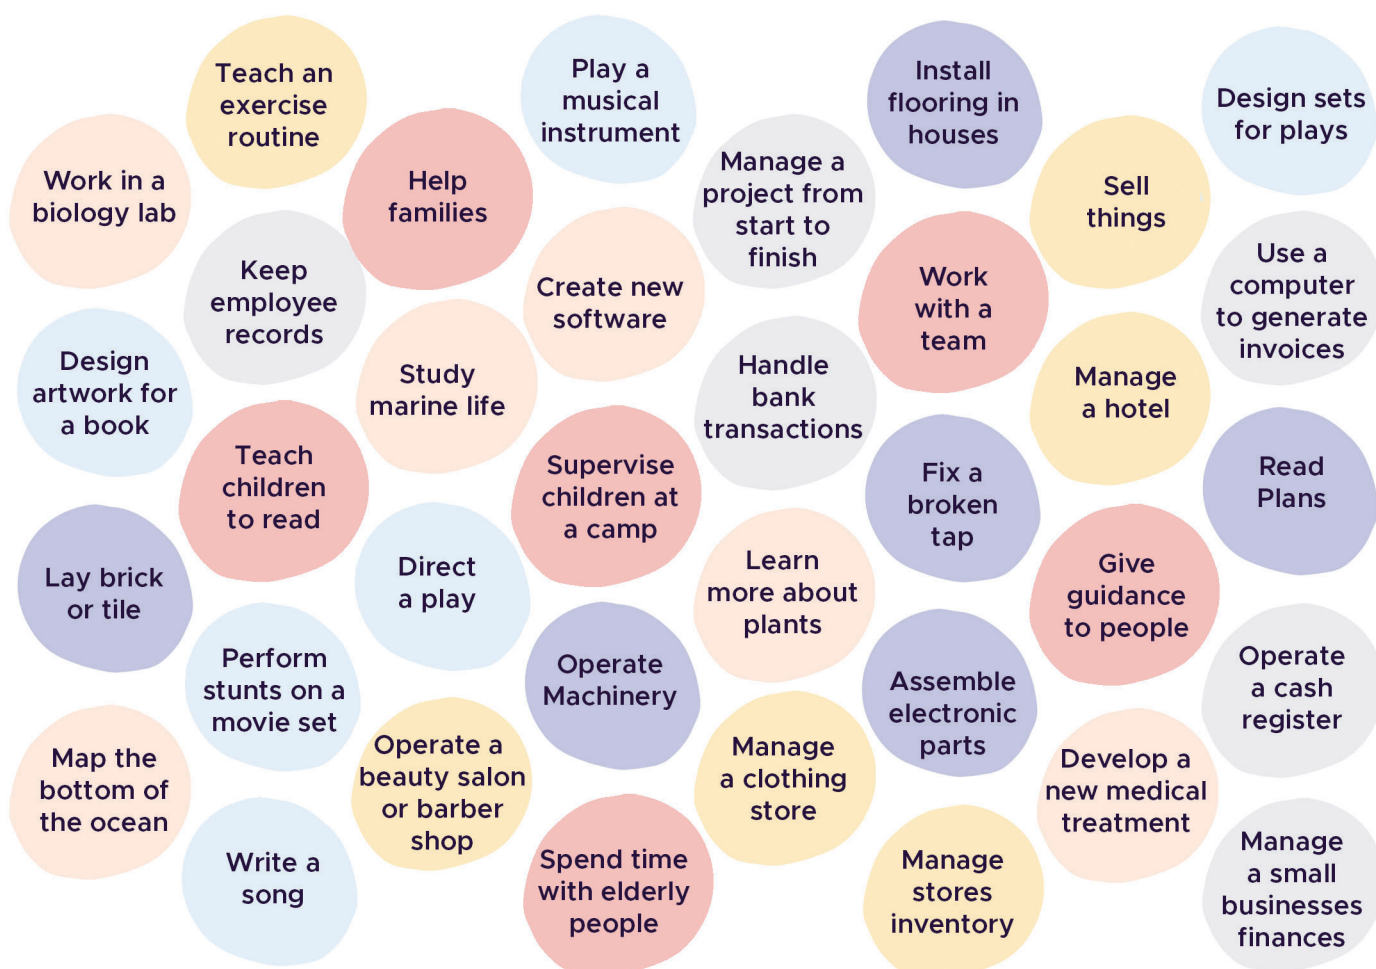 Teach an
exercise
routine
Play a
musical
instrument
Install
flooring in
houses
Design sets
for plays
Work in a
biology lab
Help
families
Manage a
project from
start to
finish
Sell
things
Keep
employee
records
Create new
software
Work
with a
team
Use a
computer
to generate
invoices
Design
artwork for
a book
Study
marine life
Handle
bank
transactions
Manage
a hotel
Teach
children
to read
Supervise
children at
a camp
Fix a
broken
tap
Read
Plans
Lay brick
or tile
Direct
a play
Learn
more about
plants
Give
guidance
to people
Perform
stunts on a
movie set
Operate
Machinery
Assemble
electronic
parts
Operate
a cash
register
Map the
bottom of
the ocean
Operate a
beauty salon
or barber
shop
Manage
a clothing
store
Develop a
new medical
treatment
Write a
song
Spend time
with elderly
people
Manage
stores
inventory
Manage
a small
businesses
finances